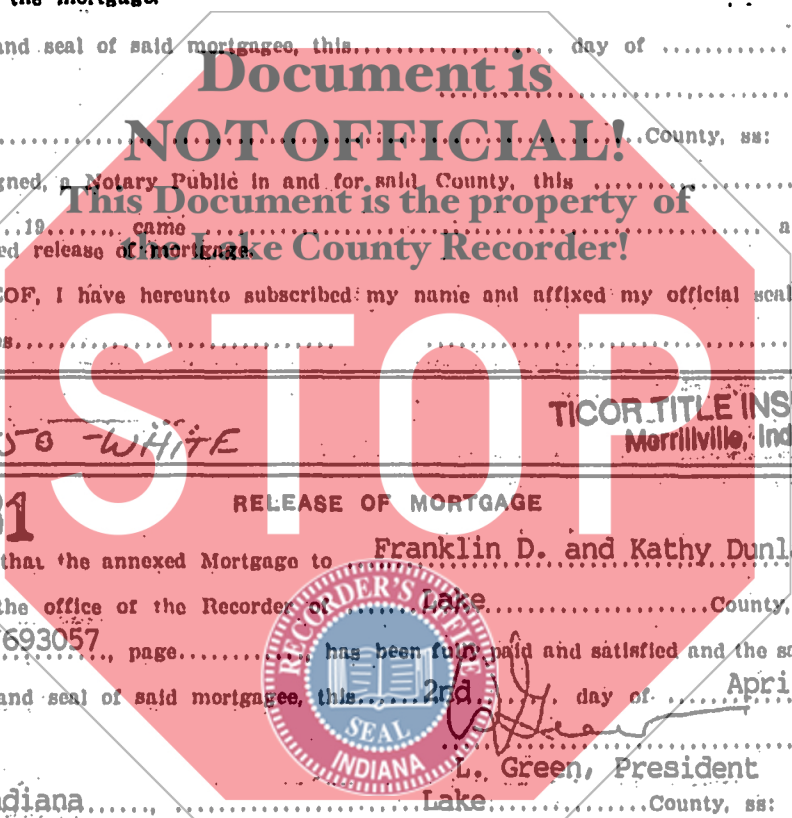 the mortgage.
and seal of said mortgagee, this.................. day of ............
Document is
NOT OFFICIAL!
County, ss:
gned, a Notary Public in and for said County, this
This Document is the property of
19....... came
ed release of mortgage.
the Lake County Recorder!
COF, I have hereunto subscribed my name and affixed my official seal
STOP
TICOR TITLE INS
WHITE
Merrillville, Ind
1
RELEASE OF MORTGAGE
that the annexed Mortgage to Franklin D. and Kathy Dunl
the office of the Recorder of Lake County,
693057, page............, has been fully paid and satisfied and the sa
and seal of said mortgagee, this 2nd day of Apri
RECORDER'S OFFICE
SEAL
INDIANA
L. Green, President
diana........, Lake County, ss: